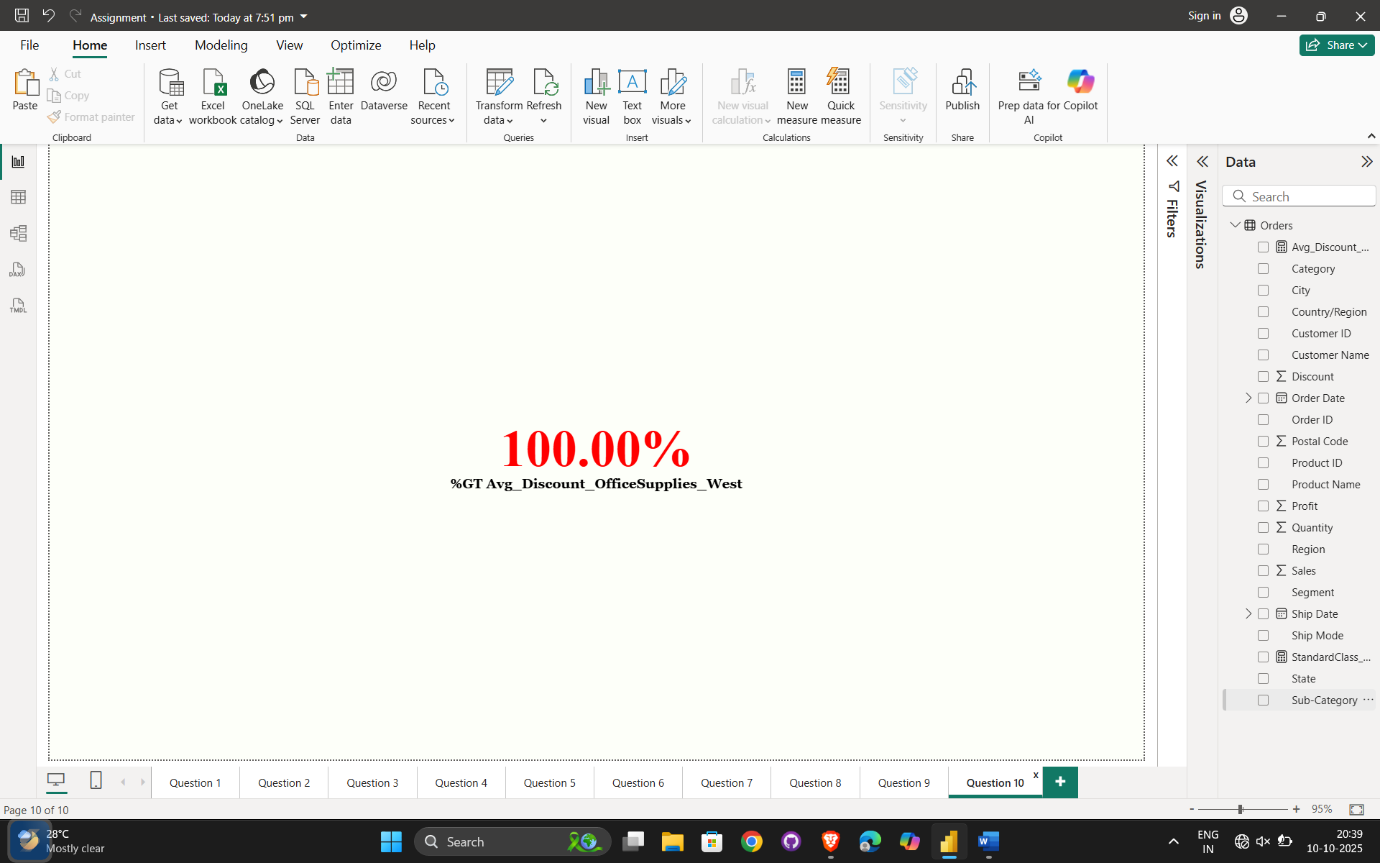 Assignment • Last saved: Today at 7:51 pm
Sign in
File Home Insert Modeling View Optimize Help
Share
Paste
Cut
Copy
Format painter
Clipboard
Get data
Excel workbook
OneLake catalog
SQL Server
Enter data
Dataverse
Recent sources
Data
Transform data
Refresh
Queries
New visual
Text box
More visuals
Insert
New visual calculation
New measure
Quick measure
Calculations
Sensitivity
Sensitivity
Publish
Share
Prep data for AI
Copilot
Copilot
DAX
TMDL
100.00%
%GT Avg_Discount_OfficeSupplies_West
Filters
Visualizations
Data
Search
Orders
Avg_Discount_...
Category
City
Country/Region
Customer ID
Customer Name
Discount
Order Date
Order ID
Postal Code
Product ID
Product Name
Profit
Quantity
Region
Sales
Segment
Ship Date
Ship Mode
StandardClass_...
State
Sub-Category
Question 1 Question 2 Question 3 Question 4 Question 5 Question 6 Question 7 Question 8 Question 9 Question 10
Page 10 of 10
- + 95%
28°C
Mostly clear
Search
ENG
IN
20:39
10-10-2025